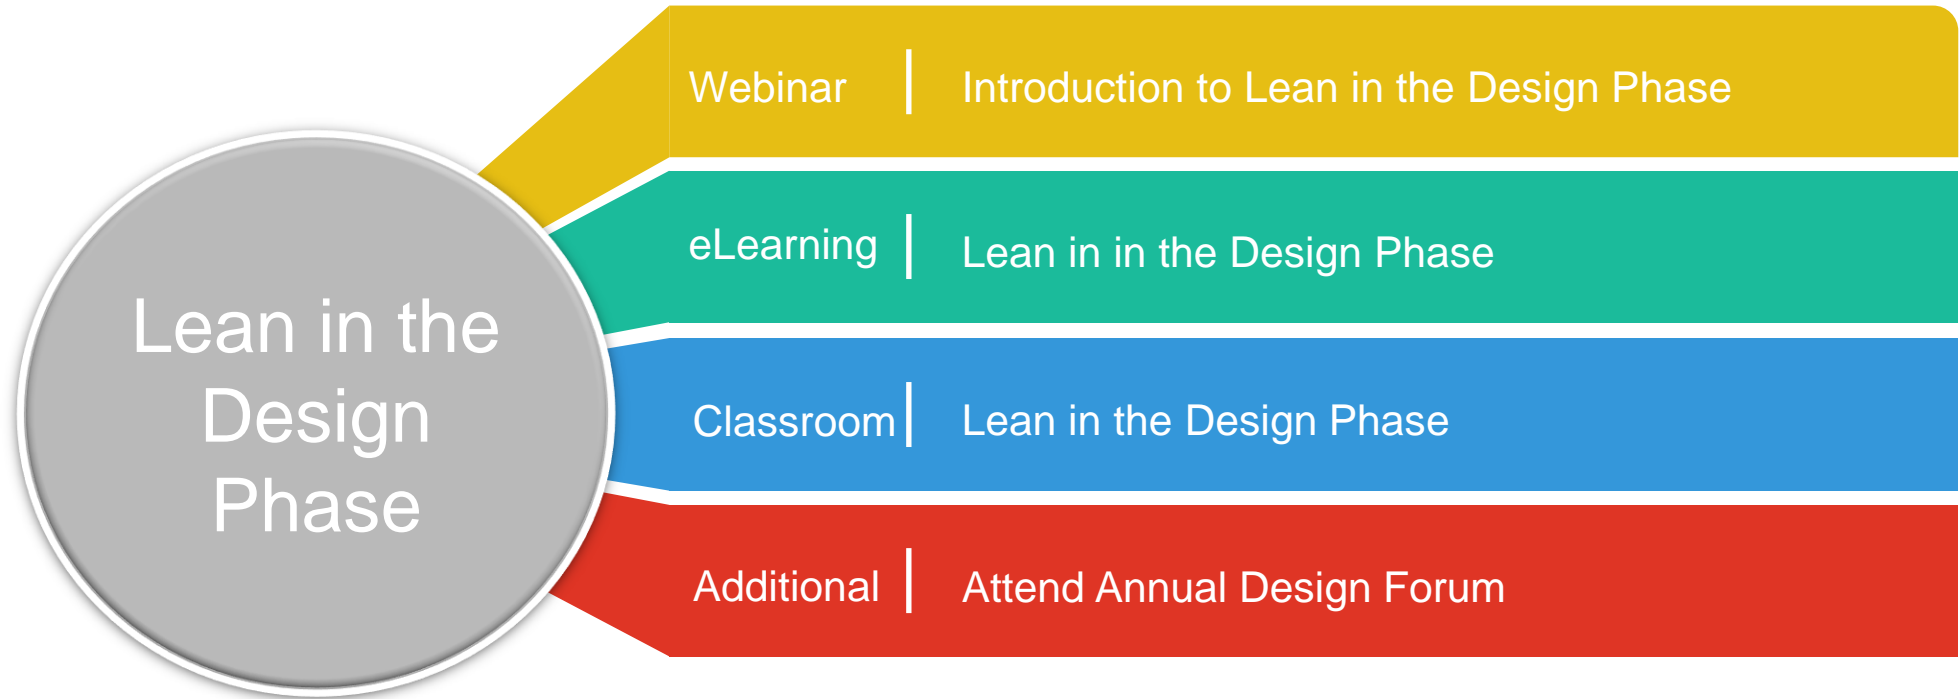 Lean in the
Design
Phase
Webinar | Introduction to Lean in the Design Phase
eLearning | Lean in in the Design Phase
Classroom | Lean in the Design Phase
Additional | Attend Annual Design Forum